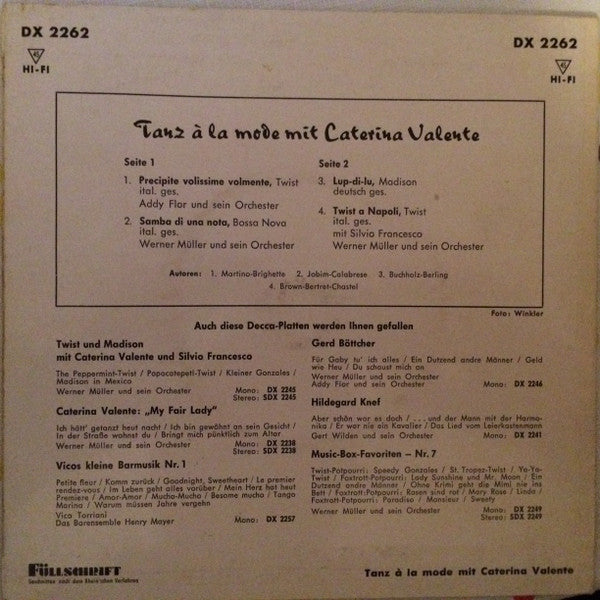 DX 2262
DX 2262
45
HI-FI
45
HI-FI
Tanz à la mode mit Caterina Valente
Seite 1
1. Precipite volissime volmente, Twist
ital. ges.
Addy Flor und sein Orchester
2. Samba di una nota, Bossa Nova
ital. ges.
Werner Müller und sein Orchester
Seite 2
3. Lup-di-lu, Madison
deutsch ges.
4. Twist a Napoli, Twist
ital. ges.
mit Silvio Francesco
Werner Müller und sein Orchester
Autoren: 1. Martino-Brighette 2. Jobim-Calabrese 3. Buchholz-Berling
4. Brown-Bertret-Chastel
Foto: Winkler
Auch diese Decca-Platten werden Ihnen gefallen
Twist und Madison
mit Caterina Valente und Silvio Francesco
The Peppermint-Twist / Popocatepetl-Twist / Kleiner Gonzales /
Madison in Mexico
Werner Müller und sein Orchester Mono: DX 2245
Stereo: SDX 2245
Caterina Valente: „My Fair Lady"
Ich hätt' getanzt heut nacht / Ich bin gewöhnt an sein Gesicht /
In der Straße wohnst du / Bringt mich pünktlich zum Altar
Werner Müller und sein Orchester Mono: DX 2238
Stereo: SDX 2238
Vicos kleine Barmusik Nr. 1
Petite fleur / Komm zurück / Goodnight, Sweetheart / Le premier
rendez-vous / Im Leben geht alles vorüber / Mein Herz hat heut
Premiere / Amor-Amor / Mucho-Mucho / Besame mucho / Tango
Marina / Warum müssen Jahre vergehn
Vico Torriani
Das Barensemble Henry Mayer Mono: DX 2257
Gerd Böttcher
Für Gaby tu' ich alles / Ein Dutzend andre Männer / Geld
wie Heu / Du schaust mich an
Werner Müller und sein Orchester
Addy Flor und sein Orchester Mono: DX 2246
Hildegard Knef
Aber schön war es doch / . . . und der Mann mit der Harmo-
nika / Er war nie ein Kavalier / Das Lied vom Leierkastenmann
Gert Wilden und sein Orchester Mono: DX 2241
Music-Box-Favoriten – Nr. 7
Twist-Potpourri: Speedy Gonzales / St. Tropez-Twist / Ya-Ya-
Twist / Foxtrott-Potpourri: Lady Sunshine und Mr. Moon / Ein
Dutzend andre Männer / Ohne Krimi geht die Mimi nie ins
Bett / Foxtrott-Potpourri: Rosen sind rot / Mary Rose / Linda /
Foxtrott-Potpourri: Paradiso / Monsieur / Sweety
Werner Müller und sein Orchester Mono: DX 2249
Stereo: SDX 2249
FÜLLSCHRIFT
Geschnitten nach dem Rhein'schen Verfahren
Tanz à la mode mit Caterina Valente